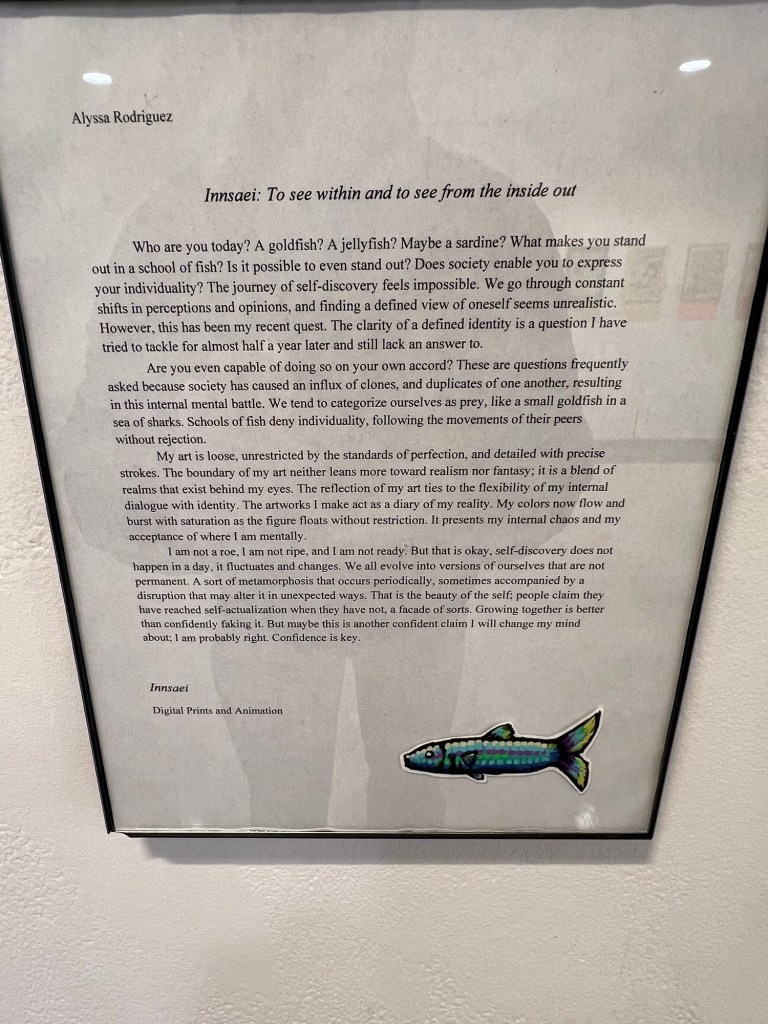 Alyssa Rodriguez
Innsaei: To see within and to see from the inside out
Who are you today? A goldfish? A jellyfish? Maybe a sardine? What makes you stand
out in a school of fish? Is it possible to even stand out? Does society enable you to express
your individuality? The journey of self-discovery feels impossible. We go through constant
shifts in perceptions and opinions, and finding a defined view of oneself seems unrealistic.
However, this has been my recent quest. The clarity of a defined identity is a question I have
tried to tackle for almost half a year later and still lack an answer to.
Are you even capable of doing so on your own accord? These are questions frequently
asked because society has caused an influx of clones, and duplicates of one another, resulting
in this internal mental battle. We tend to categorize ourselves as prey, like a small goldfish in a
sea of sharks. Schools of fish deny individuality, following the movements of their peers
without rejection.
My art is loose, unrestricted by the standards of perfection, and detailed with precise
strokes. The boundary of my art neither leans more toward realism nor fantasy; it is a blend of
realms that exist behind my eyes. The reflection of my art ties to the flexibility of my internal
dialogue with identity. The artworks I make act as a diary of my reality. My colors now flow and
burst with saturation as the figure floats without restriction. It presents my internal chaos and my
acceptance of where I am mentally.
I am not a roe, I am not ripe, and I am not ready. But that is okay, self-discovery does not
happen in a day, it fluctuates and changes. We all evolve into versions of ourselves that are not
permanent. A sort of metamorphosis that occurs periodically, sometimes accompanied by a
disruption that may alter it in unexpected ways. That is the beauty of the self; people claim they
have reached self-actualization when they have not, a facade of sorts. Growing together is better
than confidently faking it. But maybe this is another confident claim I will change my mind
about; I am probably right. Confidence is key.
Innsaei
Digital Prints and Animation